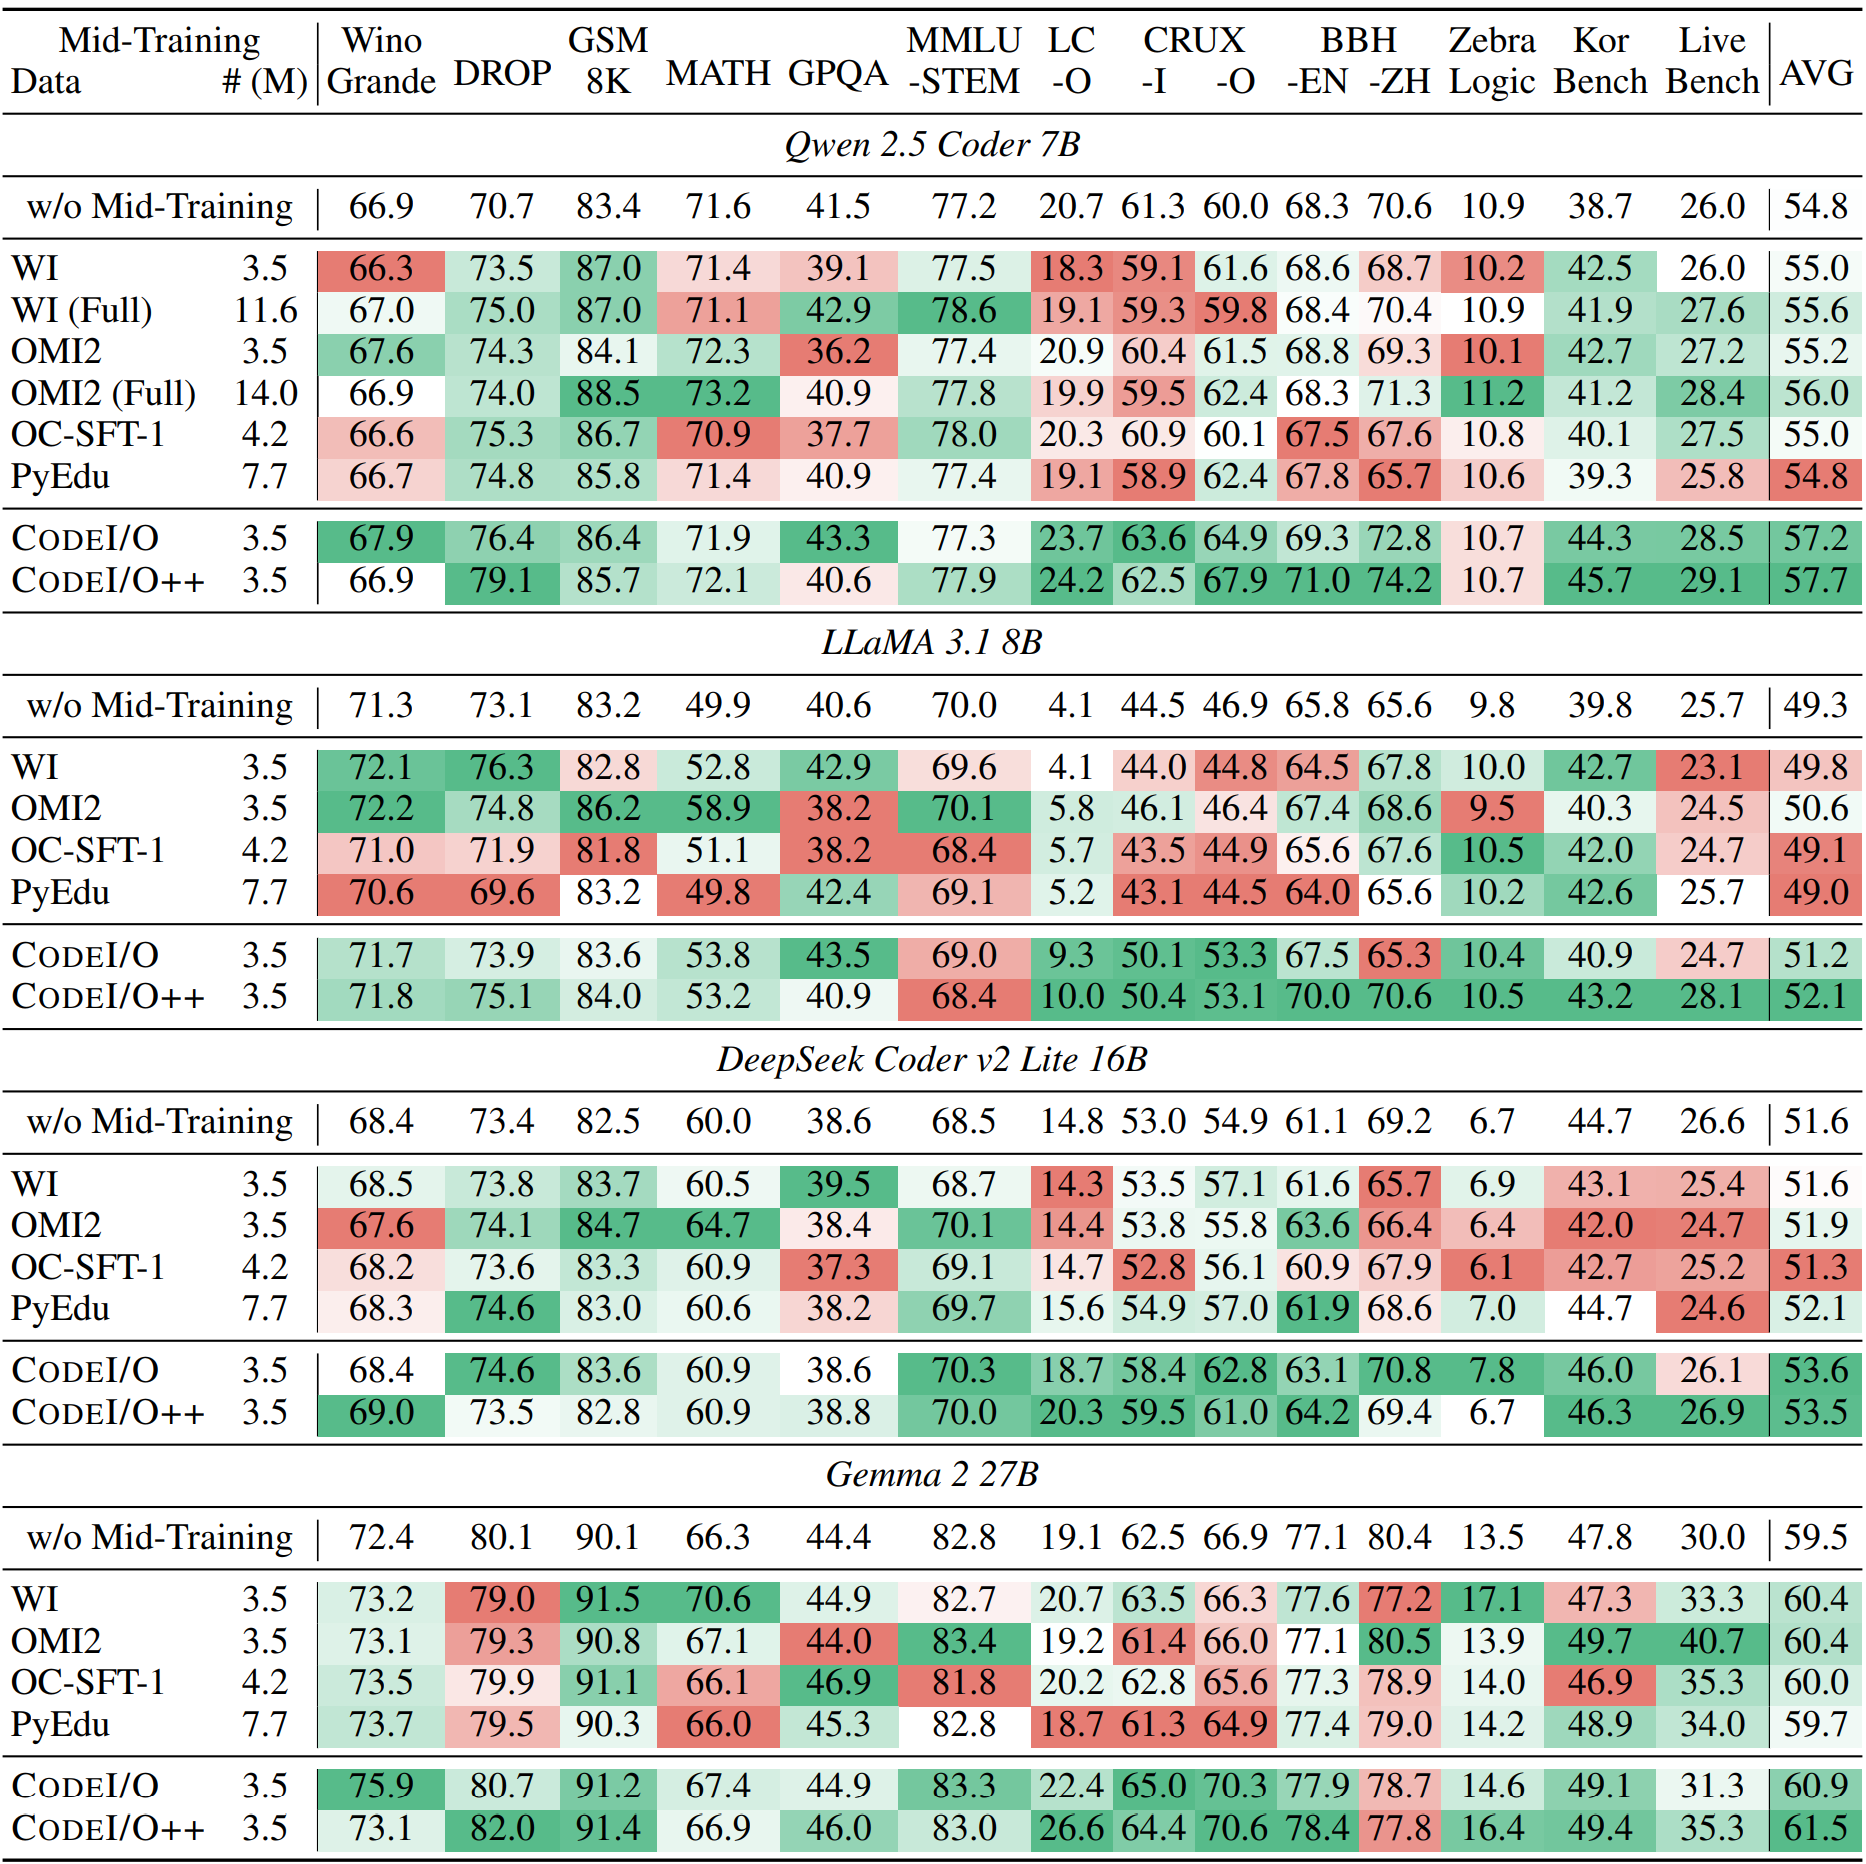 Mid-Training Wino GSM MMLU LC CRUX BBH Zebra Kor Live
Data # (M) Grande DROP 8K MATH GPQA -STEM -O -I -O -EN -ZH Logic Bench Bench AVG
Qwen 2.5 Coder 7B
w/o Mid-Training 66.9 70.7 83.4 71.6 41.5 77.2 20.7 61.3 60.0 68.3 70.6 10.9 38.7 26.0 54.8
WI 3.5 66.3 73.5 87.0 71.4 39.1 77.5 18.3 59.1 61.6 68.6 68.7 10.2 42.5 26.0 55.0
WI (Full) 11.6 67.0 75.0 87.0 71.1 42.9 78.6 19.1 59.3 59.8 68.4 70.4 10.9 41.9 27.6 55.6
OMI2 3.5 67.6 74.3 84.1 72.3 36.2 77.4 20.9 60.4 61.5 68.8 69.3 10.1 42.7 27.2 55.2
OMI2 (Full) 14.0 66.9 74.0 88.5 73.2 40.9 77.8 19.9 59.5 62.4 68.3 71.3 11.2 41.2 28.4 56.0
OC-SFT-1 4.2 66.6 75.3 86.7 70.9 37.7 78.0 20.3 60.9 60.1 67.5 67.6 10.8 40.1 27.5 55.0
PyEdu 7.7 66.7 74.8 85.8 71.4 40.9 77.4 19.1 58.9 62.4 67.8 65.7 10.6 39.3 25.8 54.8
CODEI/O 3.5 67.9 76.4 86.4 71.9 43.3 77.3 23.7 63.6 64.9 69.3 72.8 10.7 44.3 28.5 57.2
CODEI/O++ 3.5 66.9 79.1 85.7 72.1 40.6 77.9 24.2 62.5 67.9 71.0 74.2 10.7 45.7 29.1 57.7
LLaMA 3.1 8B
w/o Mid-Training 71.3 73.1 83.2 49.9 40.6 70.0 4.1 44.5 46.9 65.8 65.6 9.8 39.8 25.7 49.3
WI 3.5 72.1 76.3 82.8 52.8 42.9 69.6 4.1 44.0 44.8 64.5 67.8 10.0 42.7 23.1 49.8
OMI2 3.5 72.2 74.8 86.2 58.9 38.2 70.1 5.8 46.1 46.4 67.4 68.6 9.5 40.3 24.5 50.6
OC-SFT-1 4.2 71.0 71.9 81.8 51.1 38.2 68.4 5.7 43.5 44.9 65.6 67.6 10.5 42.0 24.7 49.1
PyEdu 7.7 70.6 69.6 83.2 49.8 42.4 69.1 5.2 43.1 44.5 64.0 65.6 10.2 42.6 25.7 49.0
CODEI/O 3.5 71.7 73.9 83.6 53.8 43.5 69.0 9.3 50.1 53.3 67.5 65.3 10.4 40.9 24.7 51.2
CODEI/O++ 3.5 71.8 75.1 84.0 53.2 40.9 68.4 10.0 50.4 53.1 70.0 70.6 10.5 43.2 28.1 52.1
DeepSeek Coder v2 Lite 16B
w/o Mid-Training 68.4 73.4 82.5 60.0 38.6 68.5 14.8 53.0 54.9 61.1 69.2 6.7 44.7 26.6 51.6
WI 3.5 68.5 73.8 83.7 60.5 39.5 68.7 14.3 53.5 57.1 61.6 65.7 6.9 43.1 25.4 51.6
OMI2 3.5 67.6 74.1 84.7 64.7 38.4 70.1 14.4 53.8 55.8 63.6 66.4 6.4 42.0 24.7 51.9
OC-SFT-1 4.2 68.2 73.6 83.3 60.9 37.3 69.1 14.7 52.8 56.1 60.9 67.9 6.1 42.7 25.2 51.3
PyEdu 7.7 68.3 74.6 83.0 60.6 38.2 69.7 15.6 54.9 57.0 61.9 68.6 7.0 44.7 24.6 52.1
CODEI/O 3.5 68.4 74.6 83.6 60.9 38.6 70.3 18.7 58.4 62.8 63.1 70.8 7.8 46.0 26.1 53.6
CODEI/O++ 3.5 69.0 73.5 82.8 60.9 38.8 70.0 20.3 59.5 61.0 64.2 69.4 6.7 46.3 26.9 53.5
Gemma 2 27B
w/o Mid-Training 72.4 80.1 90.1 66.3 44.4 82.8 19.1 62.5 66.9 77.1 80.4 13.5 47.8 30.0 59.5
WI 3.5 73.2 79.0 91.5 70.6 44.9 82.7 20.7 63.5 66.3 77.6 77.2 17.1 47.3 33.3 60.4
OMI2 3.5 73.1 79.3 90.8 67.1 44.0 83.4 19.2 61.4 66.0 77.1 80.5 13.9 49.7 40.7 60.4
OC-SFT-1 4.2 73.5 79.9 91.1 66.1 46.9 81.8 20.2 62.8 65.6 77.3 78.9 14.0 46.9 35.3 60.0
PyEdu 7.7 73.7 79.5 90.3 66.0 45.3 82.8 18.7 61.3 64.9 77.4 79.0 14.2 48.9 34.0 59.7
CODEI/O 3.5 75.9 80.7 91.2 67.4 44.9 83.3 22.4 65.0 70.3 77.9 78.7 14.6 49.1 31.3 60.9
CODEI/O++ 3.5 73.1 82.0 91.4 66.9 46.0 83.0 26.6 64.4 70.6 78.4 77.8 16.4 49.4 35.3 61.5